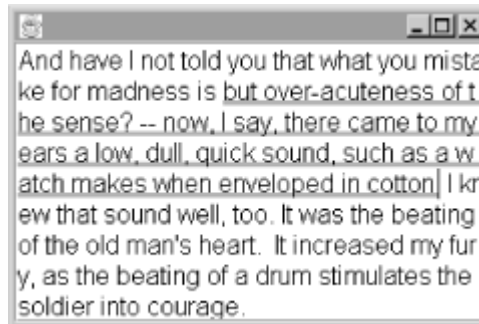 And have I not told you that what you mista
ke for madness is but over-acuteness of t
he sense? -- now, I say, there came to my
ears a low, dull, quick sound, such as a w
atch makes when enveloped in cotton. I kn
ew that sound well, too. It was the beating
of the old man's heart.  It increased my fur
y, as the beating of a drum stimulates the
soldier into courage.